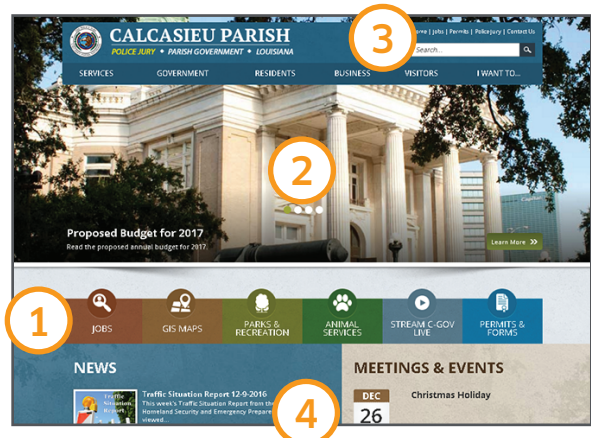 CALCASIEU PARISH
POLICE JURY • PARISH GOVERNMENT • LOUISIANA
3
| Jobs | Permits | Police Jury | Contact Us
Search...
SERVICES GOVERNMENT RESIDENTS BUSINESS VISITORS I WANT TO...
2
Proposed Budget for 2017
Read the proposed annual budget for 2017.
Learn More
1
JOBS
GIS MAPS
PARKS &
RECREATION
ANIMAL
SERVICES
STREAM C-GOV
LIVE
PERMITS &
FORMS
NEWS
Traffic
Situation
Report
Traffic Situation Report 12-9-2016
This week's Traffic Situation Report from the
Homeland Security and Emergency
viewed...
4
MEETINGS & EVENTS
DEC
26
Christmas Holiday